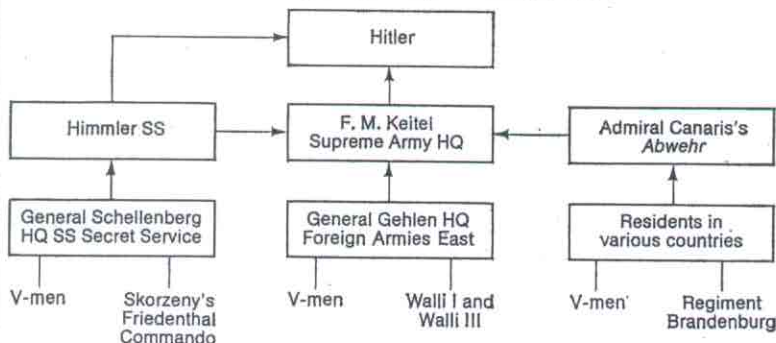 Hitler
Himmler SS
F. M. Keitel
Supreme Army HQ
Admiral Canaris's
Abwehr
General Schellenberg
HQ SS Secret Service
General Gehlen HQ
Foreign Armies East
Residents in
various countries
V-men
Skorzeny's
Friedenthal
Commando
V-men
Walli I and
Walli III
V-men
Regiment
Brandenburg